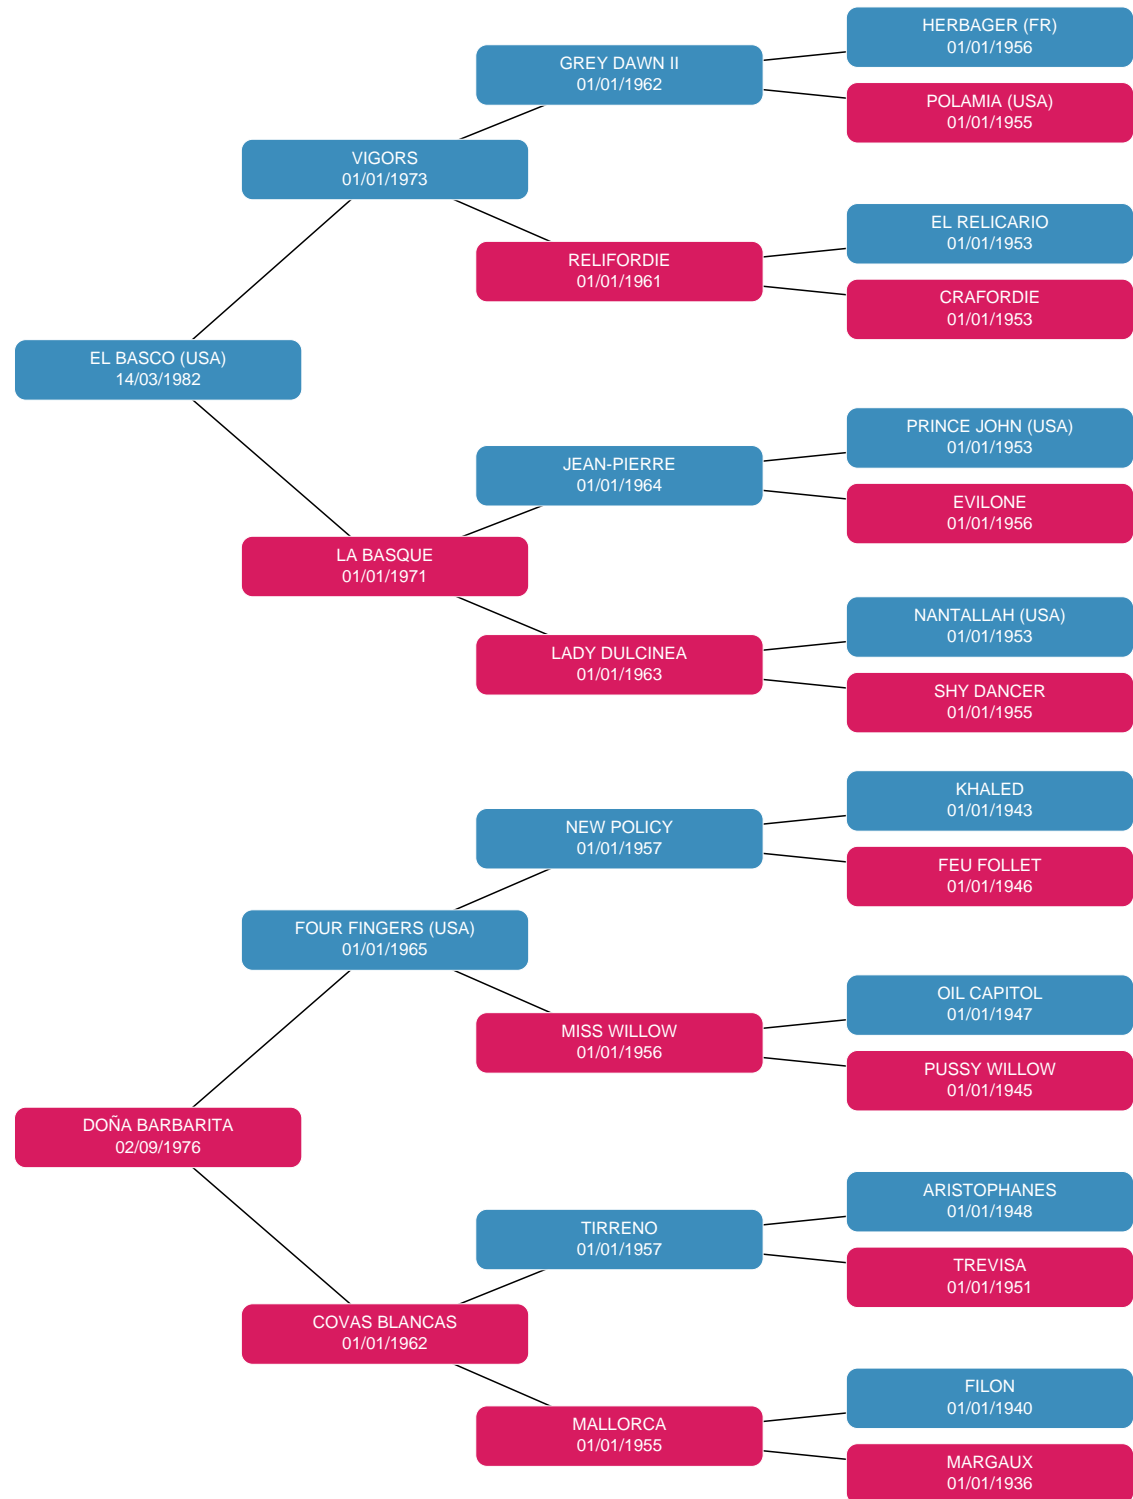 HERBAGER (FR)
01/01/1956
GREY DAWN II
01/01/1962
POLAMIA (USA)
01/01/1955
VIGORS
01/01/1973
EL RELICARIO
01/01/1953
RELIFORDIE
01/01/1961
CRAFORDIE
01/01/1953
EL BASCO (USA)
14/03/1982
PRINCE JOHN (USA)
01/01/1953
JEAN-PIERRE
01/01/1964
EVILONE
01/01/1956
LA BASQUE
01/01/1971
NANTALLAH (USA)
01/01/1953
LADY DULCINEA
01/01/1963
SHY DANCER
01/01/1955
KHALED
01/01/1943
NEW POLICY
01/01/1957
FEU FOLLET
01/01/1946
FOUR FINGERS (USA)
01/01/1965
OIL CAPITOL
01/01/1947
MISS WILLOW
01/01/1956
PUSSY WILLOW
01/01/1945
DOÑA BARBARITA
02/09/1976
ARISTOPHANES
01/01/1948
TIRRENO
01/01/1957
TREVISA
01/01/1951
COVAS BLANCAS
01/01/1962
FILON
01/01/1940
MALLORCA
01/01/1955
MARGAUX
01/01/1936